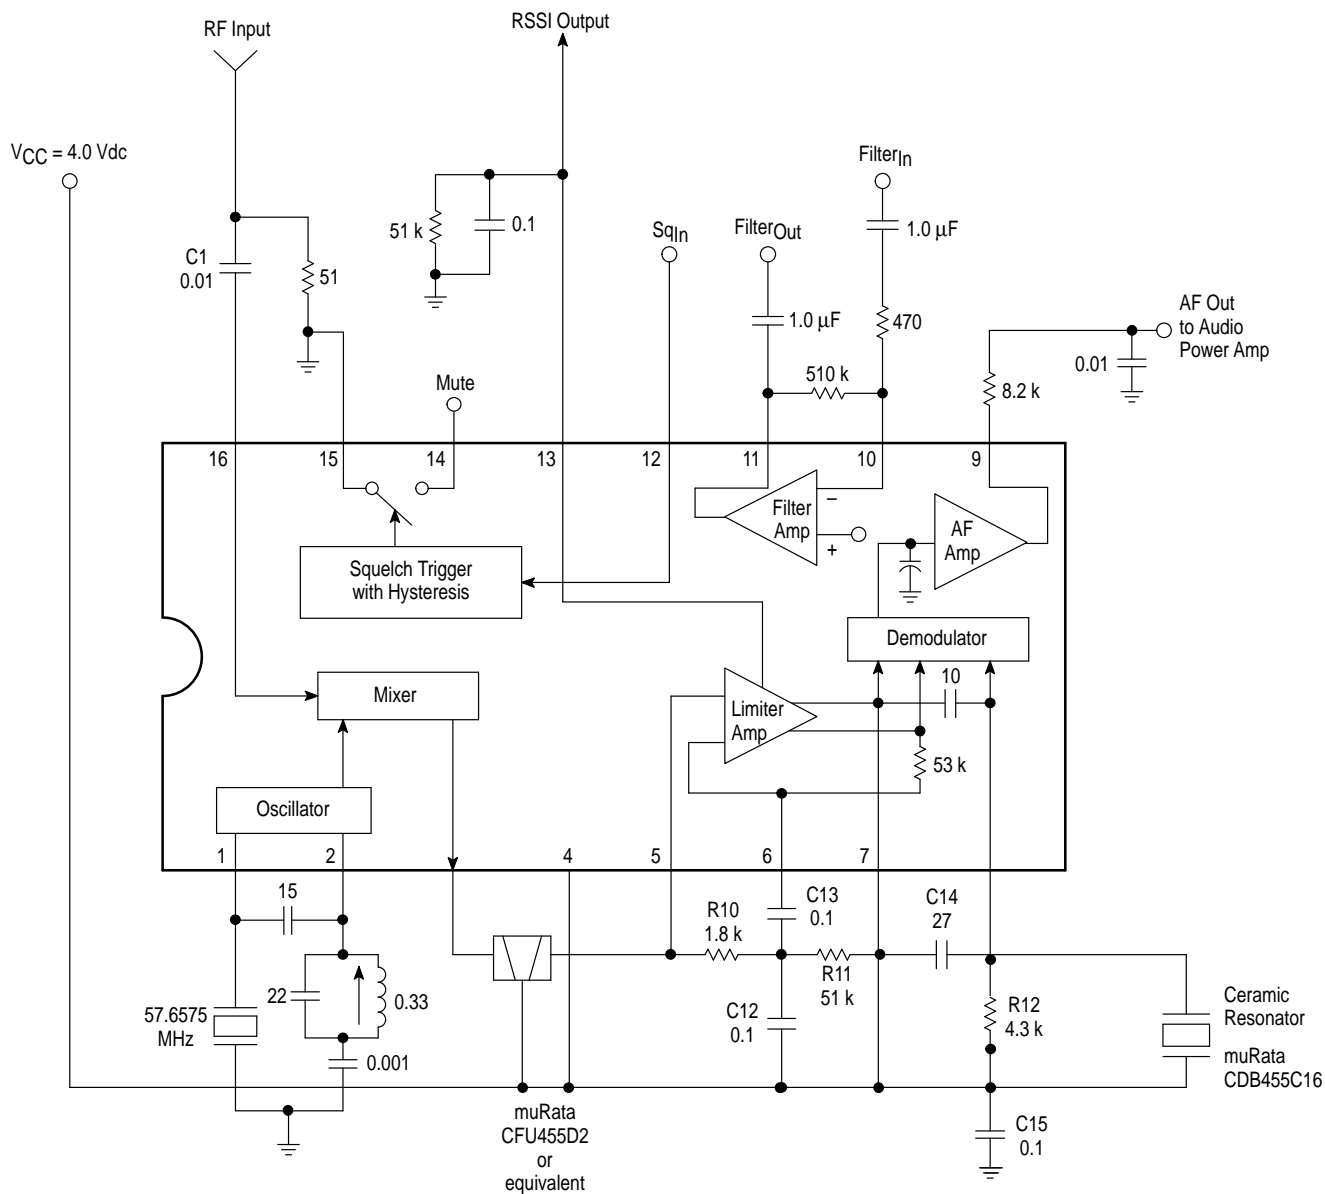 RF Input
RSSI Output
VCC = 4.0 Vdc
FilterIn
51 k
0.1
SqIn
FilterOut
1.0 µF
C1
0.01
51
1.0 µF
470
AF Out
to Audio
Power Amp
0.01
Mute
510 k
8.2 k
16
15
14
13
12
11
10
9
Filter
Amp
–
+
AF
Amp
Squelch Trigger
with Hysteresis
Demodulator
Mixer
10
Limiter
Amp
53 k
Oscillator
1
2
4
5
6
7
15
C13
0.1
C14
27
R10
1.8 k
R11
51 k
22
0.33
57.6575
MHz
C12
0.1
R12
4.3 k
Ceramic
Resonator
muRata
CDB455C16
0.001
muRata
CFU455D2
or
equivalent
C15
0.1